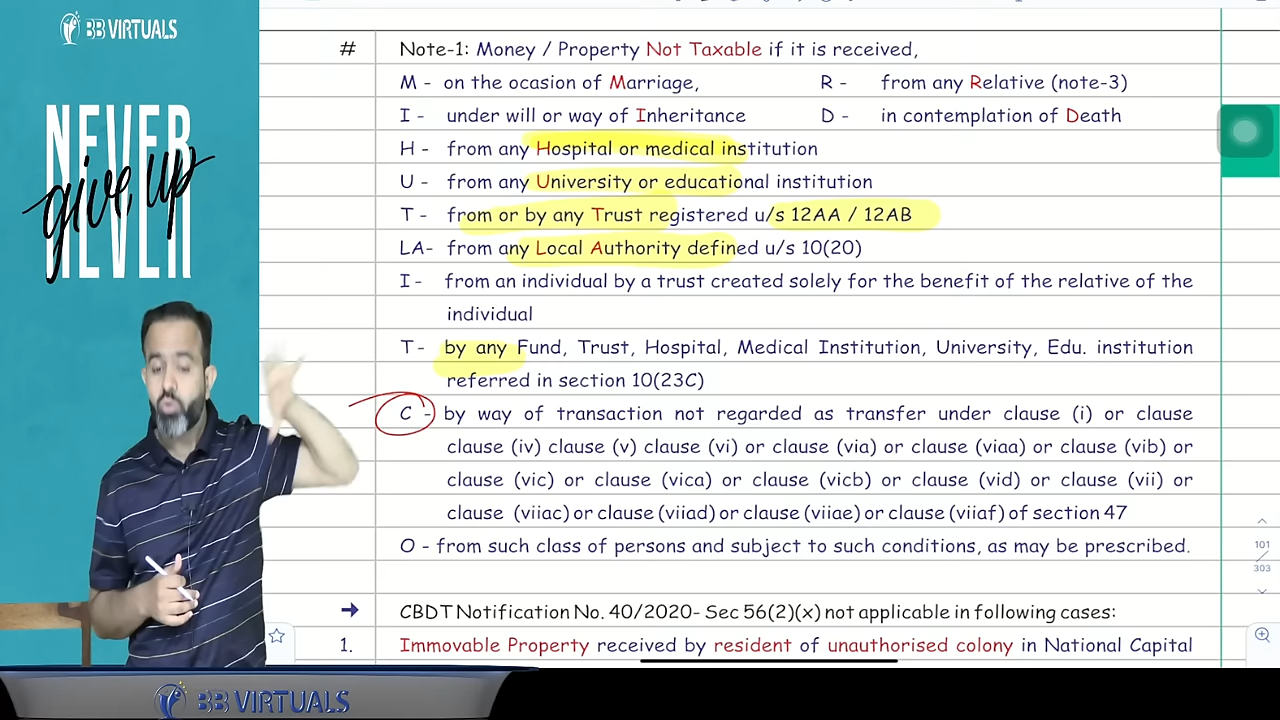 BB VIRTUALS
NEVER
give up
NEVER
# Note-1: Money / Property Not Taxable if it is received,
M - on the ocasion of Marriage, R - from any Relative (note-3)
I - under will or way of Inheritance D - in contemplation of Death
H - from any Hospital or medical institution
U - from any University or educational institution
T - from or by any Trust registered u/s 12AA / 12AB
LA- from any Local Authority defined u/s 10(20)
I - from an individual by a trust created solely for the benefit of the relative of the
individual
T - by any Fund, Trust, Hospital, Medical Institution, University, Edu. institution
referred in section 10(23C)
C - by way of transaction not regarded as transfer under clause (i) or clause
clause (iv) clause (v) clause (vi) or clause (via) or clause (viaa) or clause (vib) or
clause (vic) or clause (vica) or clause (vicb) or clause (vid) or clause (vii) or
clause (viiac) or clause (viiad) or clause (viiae) or clause (viiaf) of section 47
O - from such class of persons and subject to such conditions, as may be prescribed.
101
303
➔ CBDT Notification No. 40/2020- Sec 56(2)(x) not applicable in following cases:
1. Immovable Property received by resident of unauthorised colony in National Capital
BB VIRTUALS